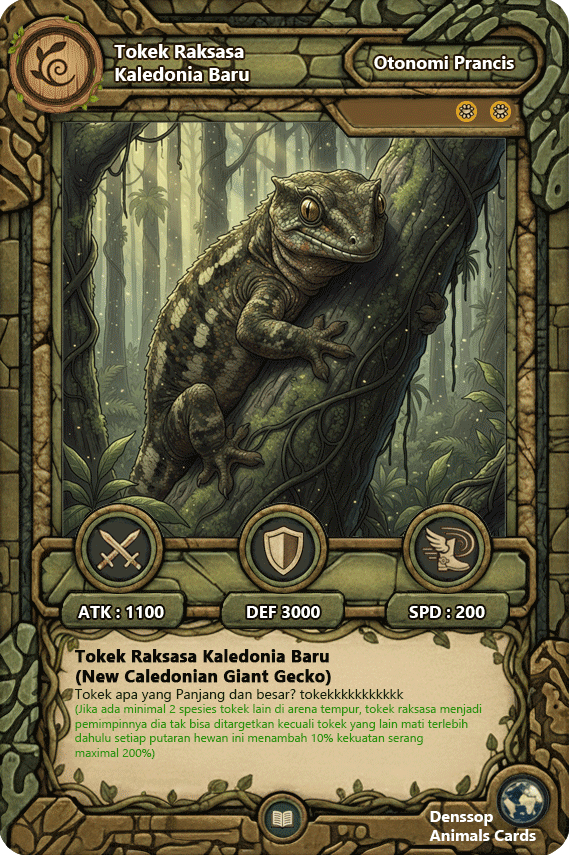 Tokek Raksasa
Kaledonia Baru
Otonomi Prancis
ATK : 1100
DEF 3000
SPD : 200
Tokek Raksasa Kaledonia Baru
(New Caledonian Giant Gecko)
Tokek apa yang Panjang dan besar? tokekkkkkkkkkkk
(Jika ada minimal 2 spesies tokek lain di arena tempur, tokek raksasa menjadi
pemimpinnya dia tak bisa ditargetkan kecuali tokek yang lain mati terlebih
dahulu setiap putaran hewan ini menambah 10% kekuatan serang
maximal 200%)
Denssop
Animals Cards